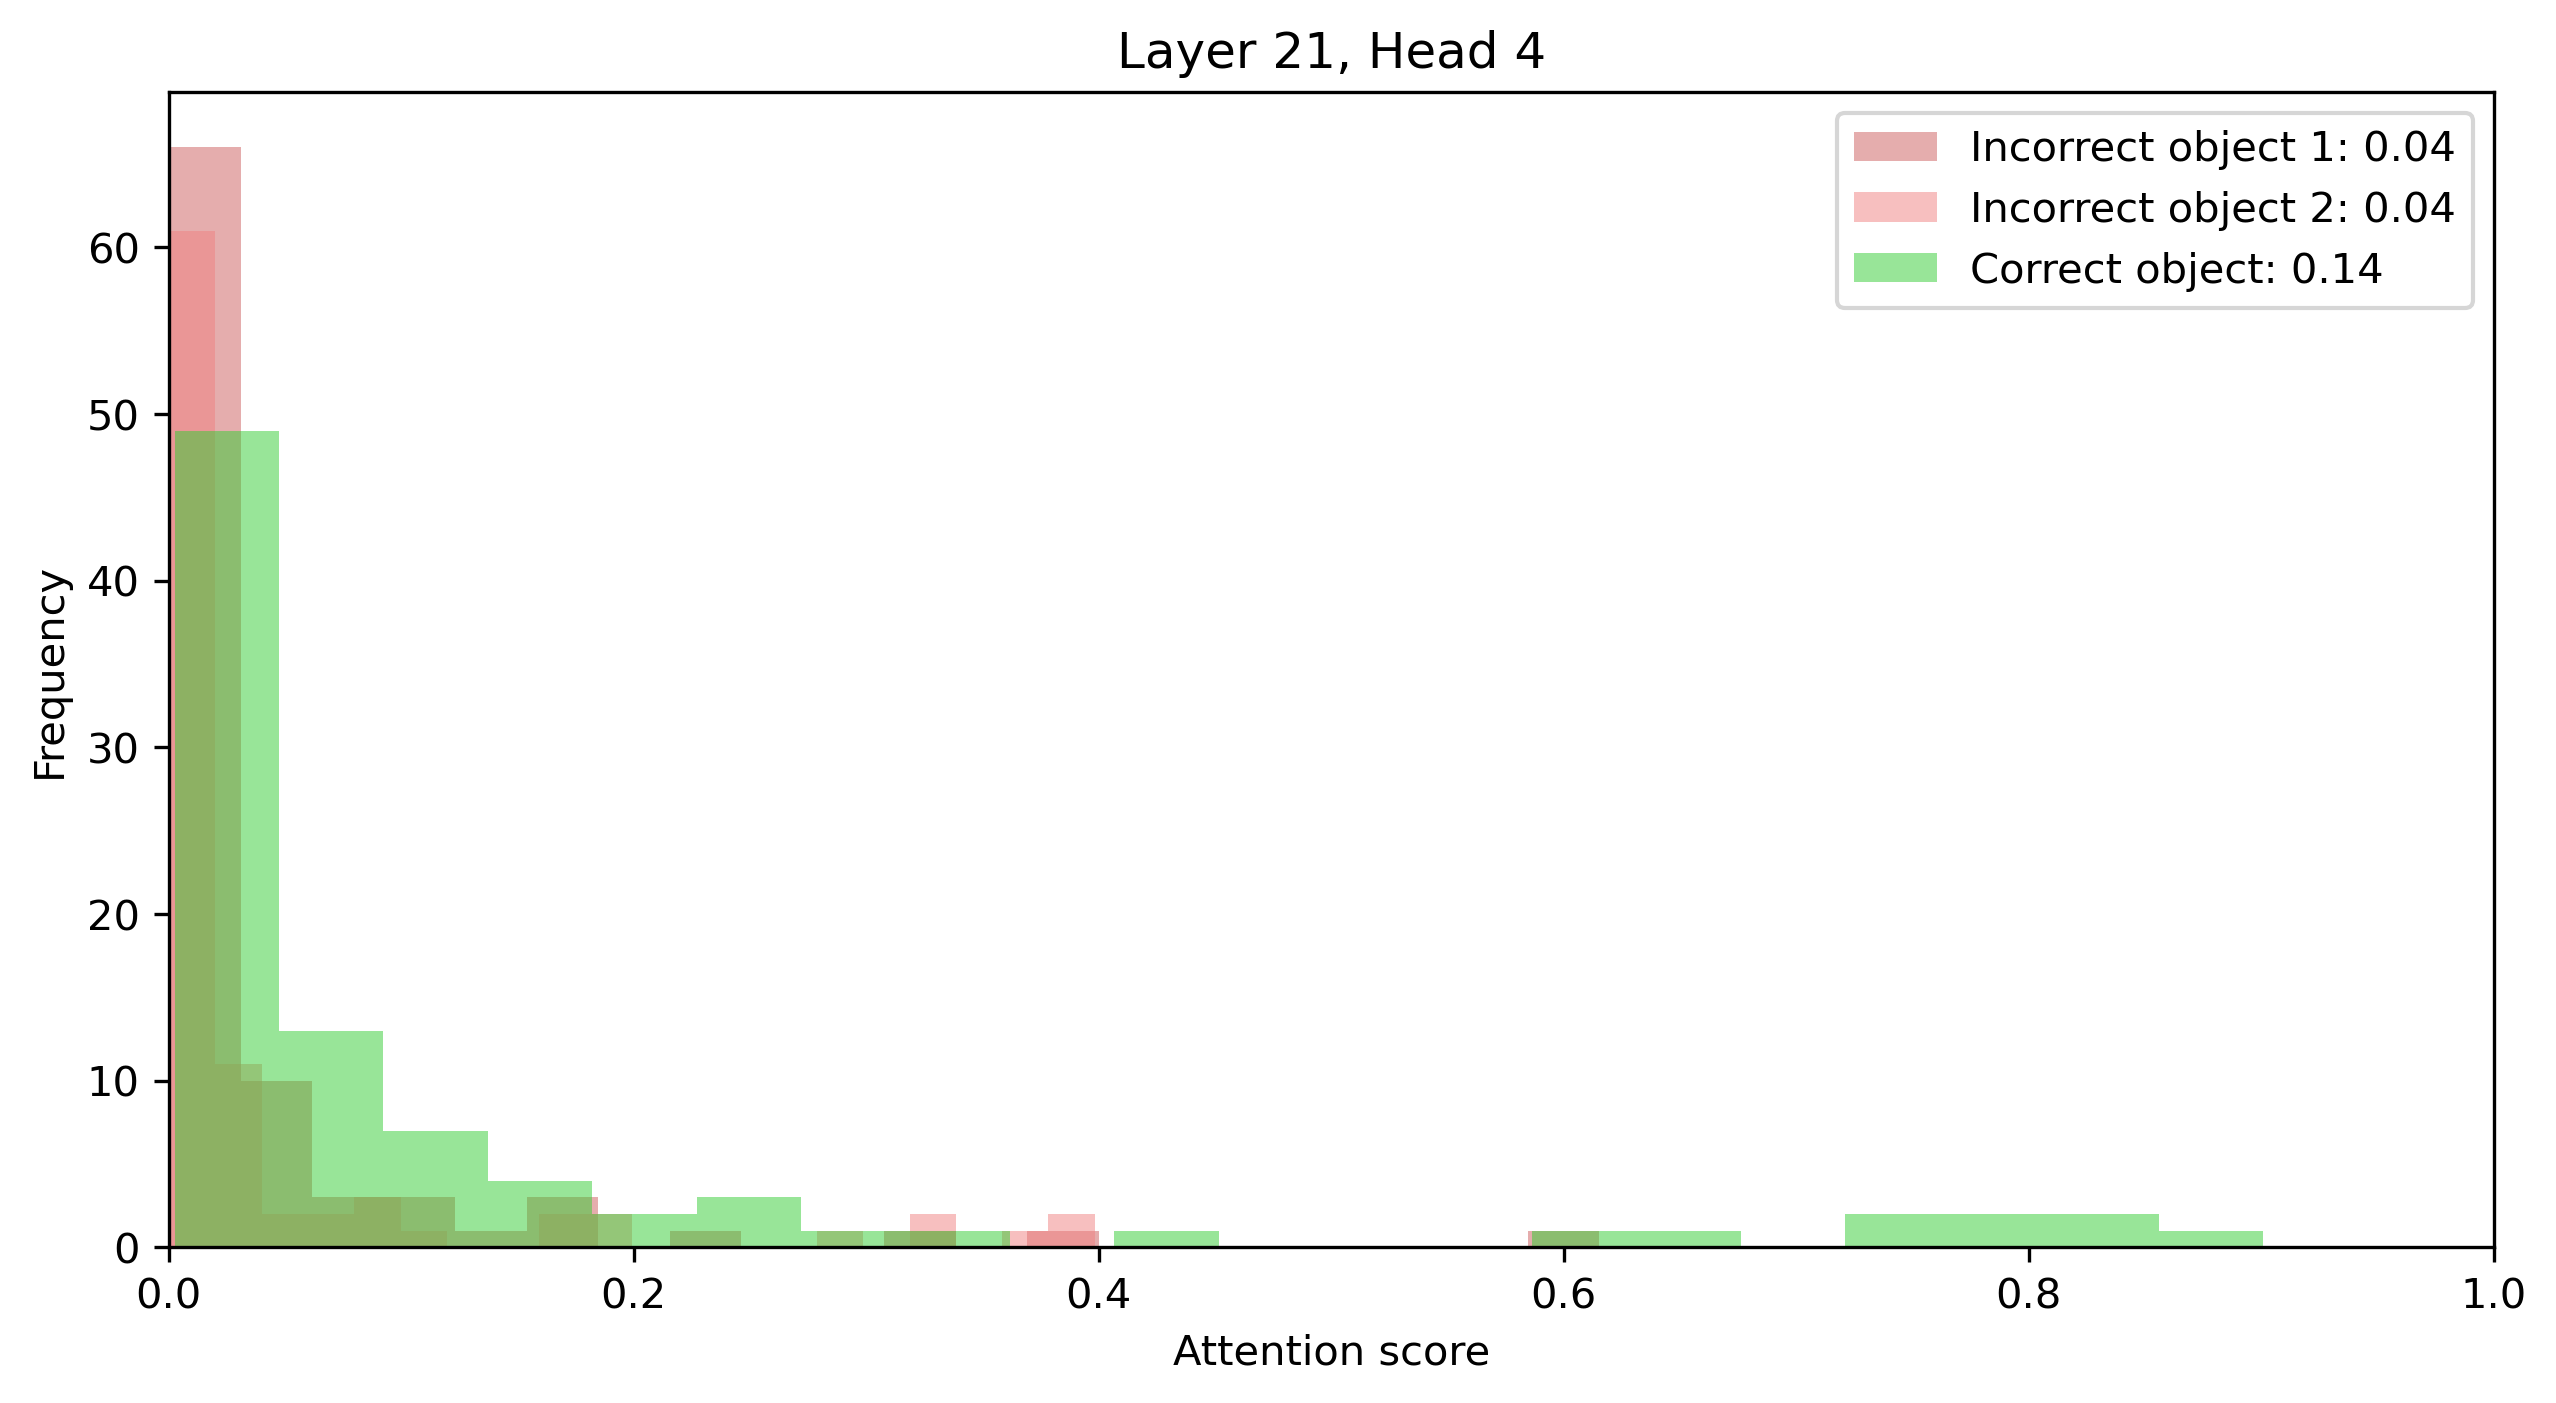 Layer 21, Head 4
Incorrect object 1: 0.04
Incorrect object 2: 0.04
Correct object: 0.14
Frequency
60
50
40
30
20
10
0
0.0 0.2 0.4 0.6 0.8 1.0
Attention score